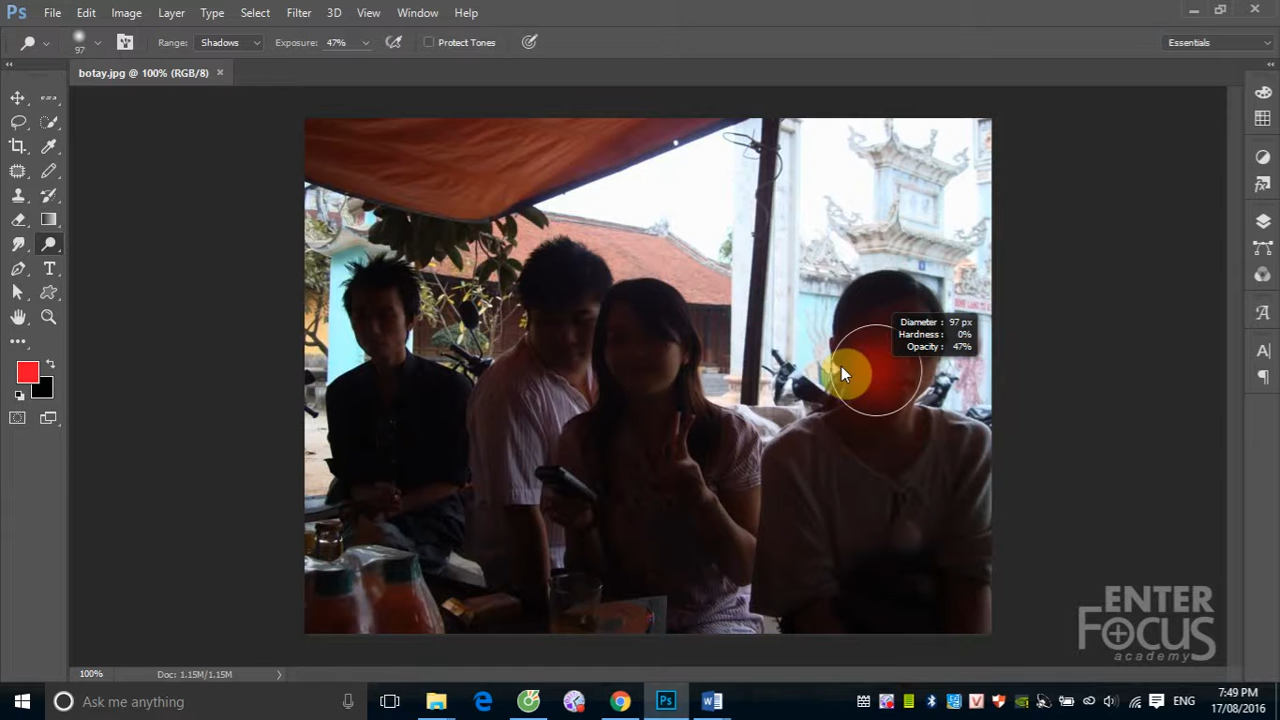 Ps File Edit Image Layer Type Select Filter 3D View Window Help
97 Range: Shadows Exposure: 47% Protect Tones Essentials
botay.jpg @ 100% (RGB/8) ×
Diameter : 97 px
Hardness : 0%
Opacity : 47%
ENTER
FOCUS
academy
100% Doc: 1.15M/1.15M
Ask me anything
ENG
7:49 PM
17/08/2016